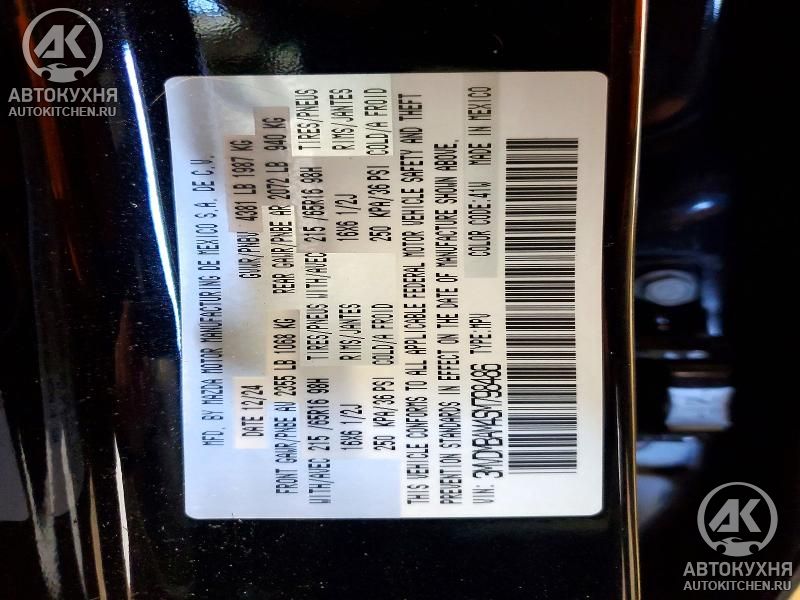 АВТОКУХНЯ
AUTOKITCHEN.RU
MFD. BY MAZDA MOTOR MANUFACTURING DE MEXICO S.A. DE C.V.
DATE 12/24 GVWR/PNBV 4381 LB 1987 KG
FRONT GAWR/PNBE AV 2355 LB 1068 KG REAR GAWR/PNBE AR 2072 LB 940 KG
WITH/AVEC 215/65R16 98H TIRES/PNEUS WITH/AVEC 215/65R16 98H TIRES/PNEUS
16X6 1/2J RIMS/JANTES 16X6 1/2J RIMS/JANTES
250 KPA/36 PSI COLD/A FROID 250 KPA/36 PSI COLD/A FROID
THIS VEHICLE CONFORMS TO ALL APPLICABLE FEDERAL MOTOR VEHICLE SAFETY AND THEFT
PREVENTION STANDARDS IN EFFECT ON THE DATE OF MANUFACTURE SHOWN ABOVE.
COLOR CODE:41W MADE IN MEXICO
VIN: TYPE:MPV
АК
АВТОКУХНЯ
AUTOKITCHEN.RU